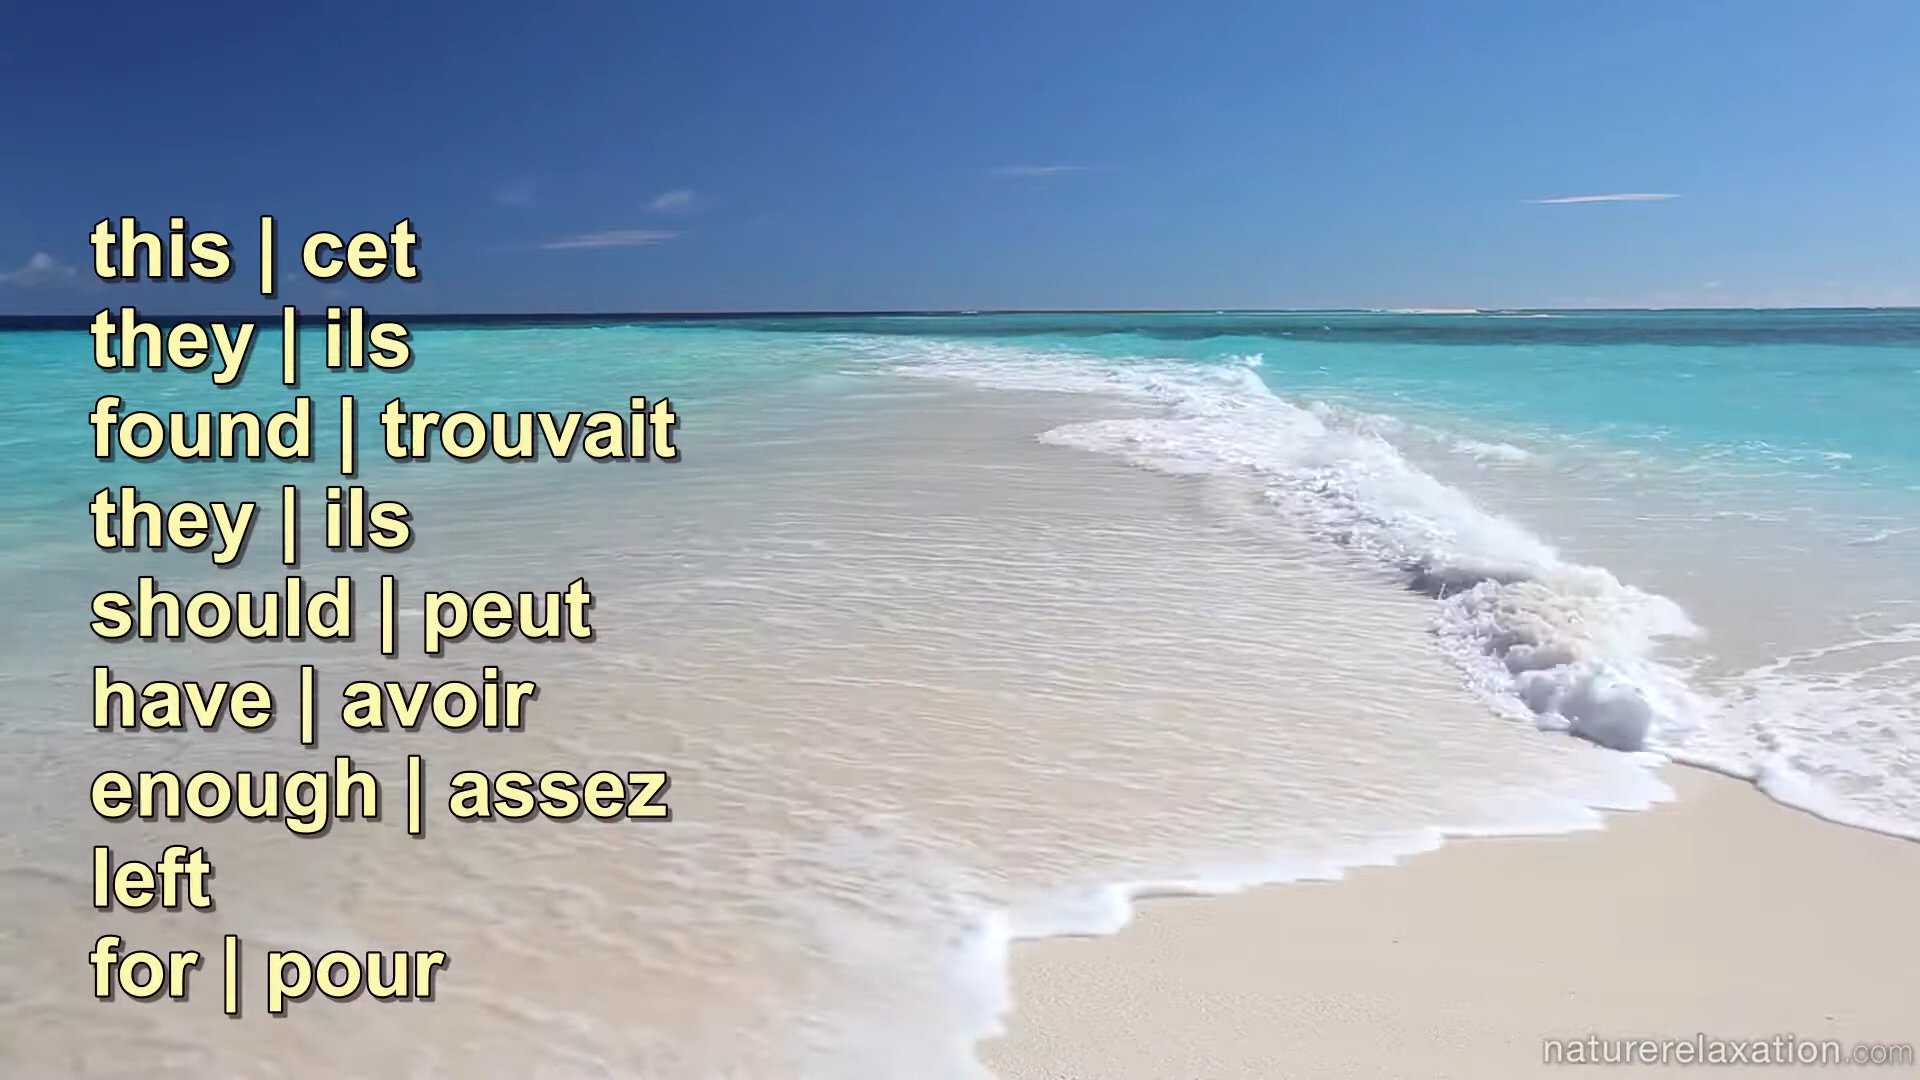 this | cet
they | ils
found | trouvait
they | ils
should | peut
have | avoir
enough | assez
left
for | pour
naturerelaxation.com